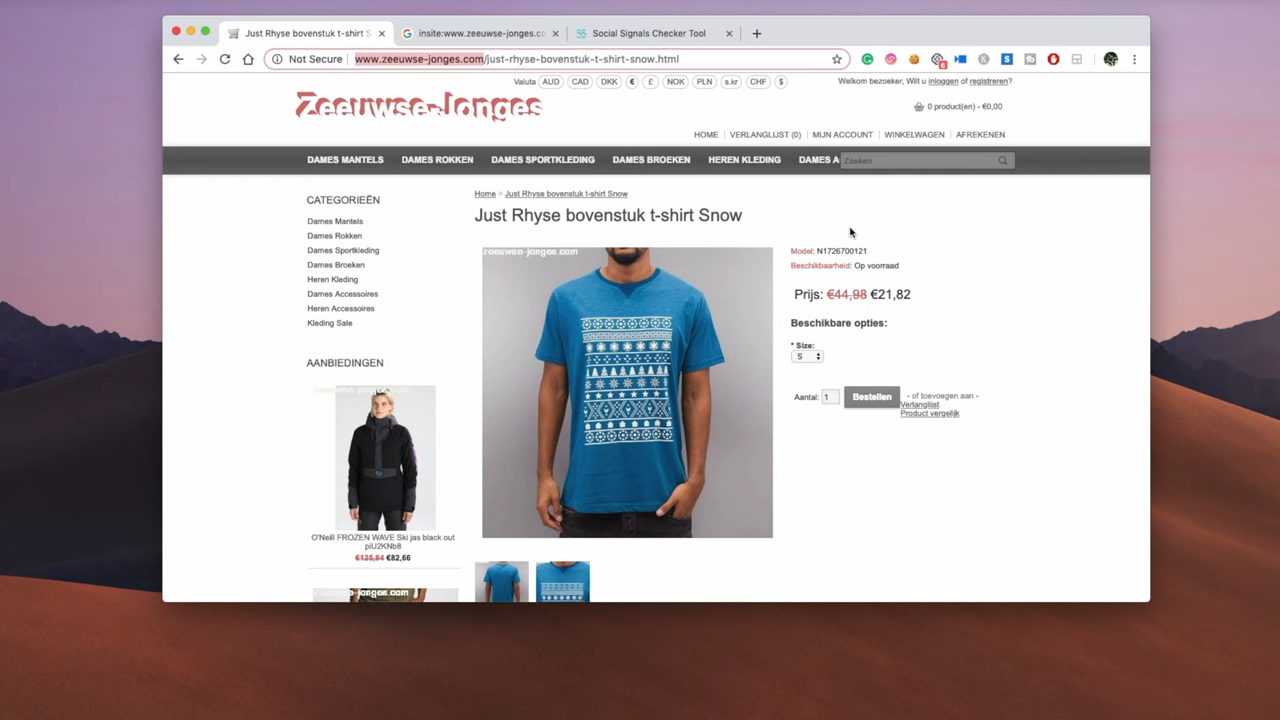 Just Rhyse bovenstuk t-shirt S
insite:www.zeeuwse-jonges.c
Social Signals Checker Tool
Not Secure
www.zeeuwse-jonges.com/just-rhyse-bovenstuk-t-shirt-snow.html
Valuta AUD CAD DKK € £ NOK PLN s.kr CHF $
Welkom bezoeker, Wilt u inloggen of registreren?
Zeeuwse-Jonges
0 product(en) - €0,00
HOME VERLANGLIJST (0) MIJN ACCOUNT WINKELWAGEN AFREKENEN
DAMES MANTELS DAMES ROKKEN DAMES SPORTKLEDING DAMES BROEKEN HEREN KLEDING DAMES A
Zoeken
CATEGORIEËN
Dames Mantels
Dames Rokken
Dames Sportkleding
Dames Broeken
Heren Kleding
Dames Accessoires
Heren Accessoires
Kleding Sale
AANBIEDINGEN
zeeuwse-jonges.com
O'Neill FROZEN WAVE Ski jas black out
piU2KNb8
€125,84 €82,66
e-jonges.com
Home > Just Rhyse bovenstuk t-shirt Snow
Just Rhyse bovenstuk t-shirt Snow
zeeuwse-jonges.com
Model: N1726700121
Beschikbaarheid: Op voorraad
Prijs: €44,98 €21,82
Beschikbare opties:
* Size:
S
Aantal: 1 Bestellen - of toevoegen aan -
Verlanglijst
Product vergelijk